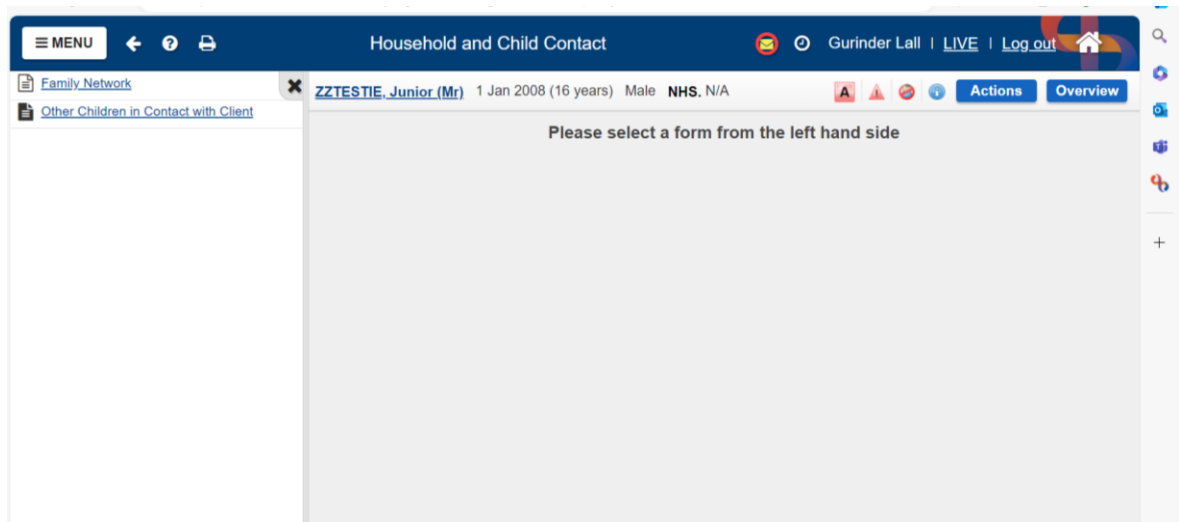 MENU Household and Child Contact Gurinder Lall | LIVE | Log out
Family Network
Other Children in Contact with Client
ZZTESTIE, Junior (Mr) 1 Jan 2008 (16 years) Male NHS. N/A A Actions Overview
Please select a form from the left hand side